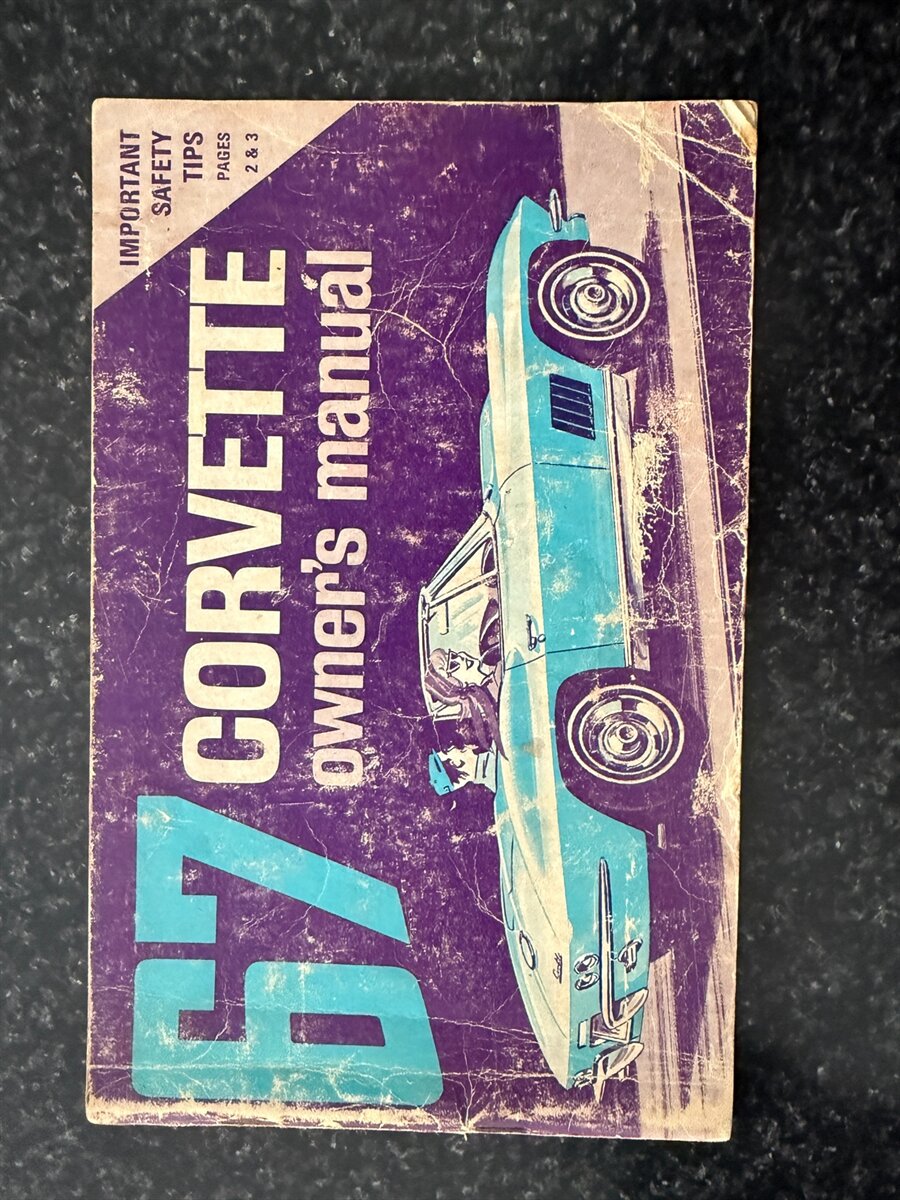 67 CORVETTE
owner's manual
IMPORTANT
SAFETY
TIPS
PAGES
2 & 3